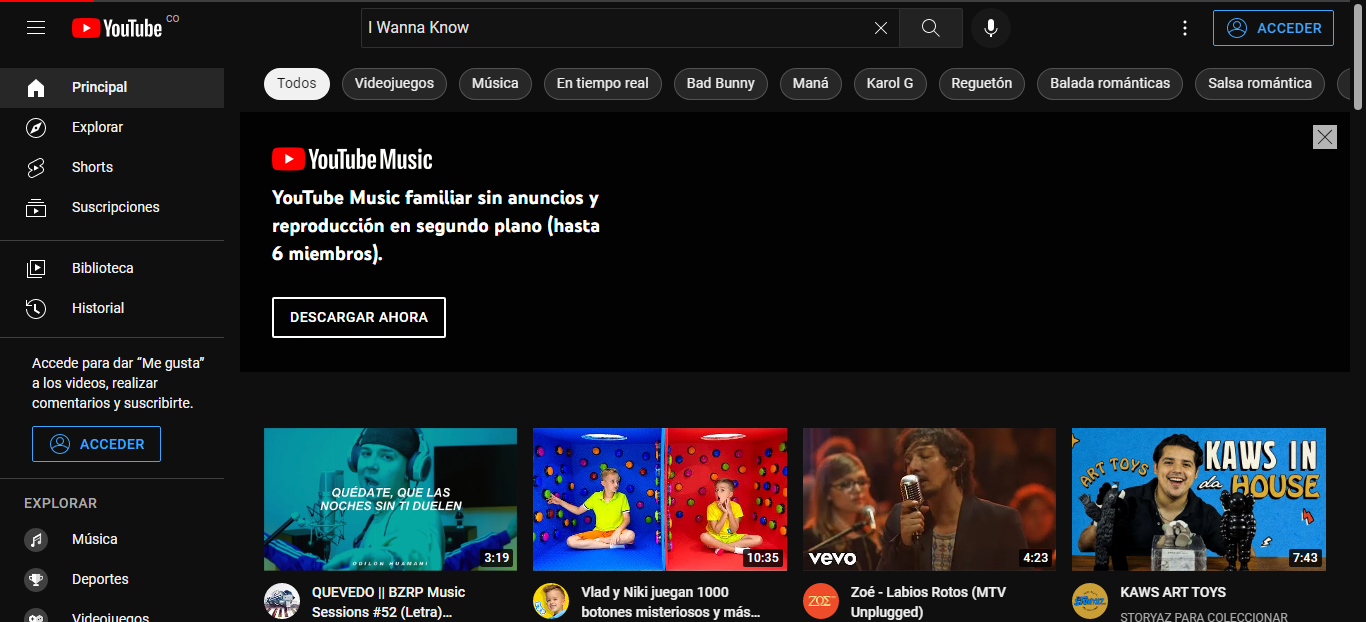 YouTube CO
I Wanna Know
ACCEDER
Principal
Explorar
Shorts
Suscripciones
Biblioteca
Historial
Accede para dar “Me gusta”
a los videos, realizar
comentarios y suscribirte.
ACCEDER
EXPLORAR
Música
Deportes
Videojuegos
Todos
Videojuegos
Música
En tiempo real
Bad Bunny
Maná
Karol G
Reguetón
Balada románticas
Salsa romántica
YouTube Music
YouTube Music familiar sin anuncios y
reproducción en segundo plano (hasta
6 miembros).
DESCARGAR AHORA
QUÉDATE, QUE LAS
NOCHES SIN TI DUELEN
ODILON HUAMANI
3:19
QUEVEDO || BZRP Music
Sessions #52 (Letra)...
10:35
Vlad y Niki juegan 1000
botones misteriosos y más...
vevo
4:23
ZOÉ
Zoé - Labios Rotos (MTV
Unplugged)
ART TOYS
KAWS IN
da HOUSE
7:43
KAWS ART TOYS
STORYAZ PARA COLECCIONAR